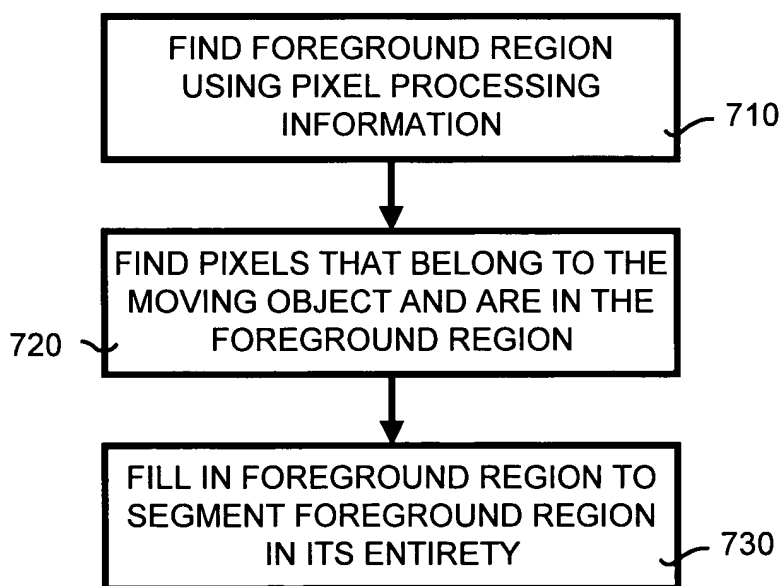 FIND FOREGROUND REGION
USING PIXEL PROCESSING
INFORMATION
710
FIND PIXELS THAT BELONG TO THE
MOVING OBJECT AND ARE IN THE
FOREGROUND REGION
720
FILL IN FOREGROUND REGION TO
SEGMENT FOREGROUND REGION
IN ITS ENTIRETY
730